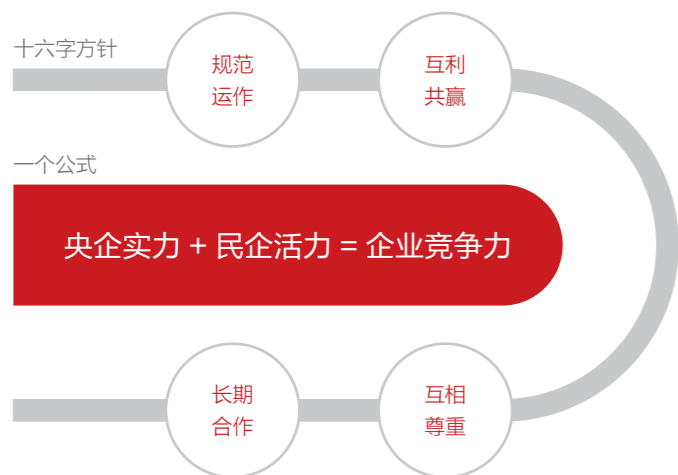 十六字方针
规范
运作
互利
共赢
一个公式
央企实力 + 民企活力 = 企业竞争力
长期
合作
互相
尊重